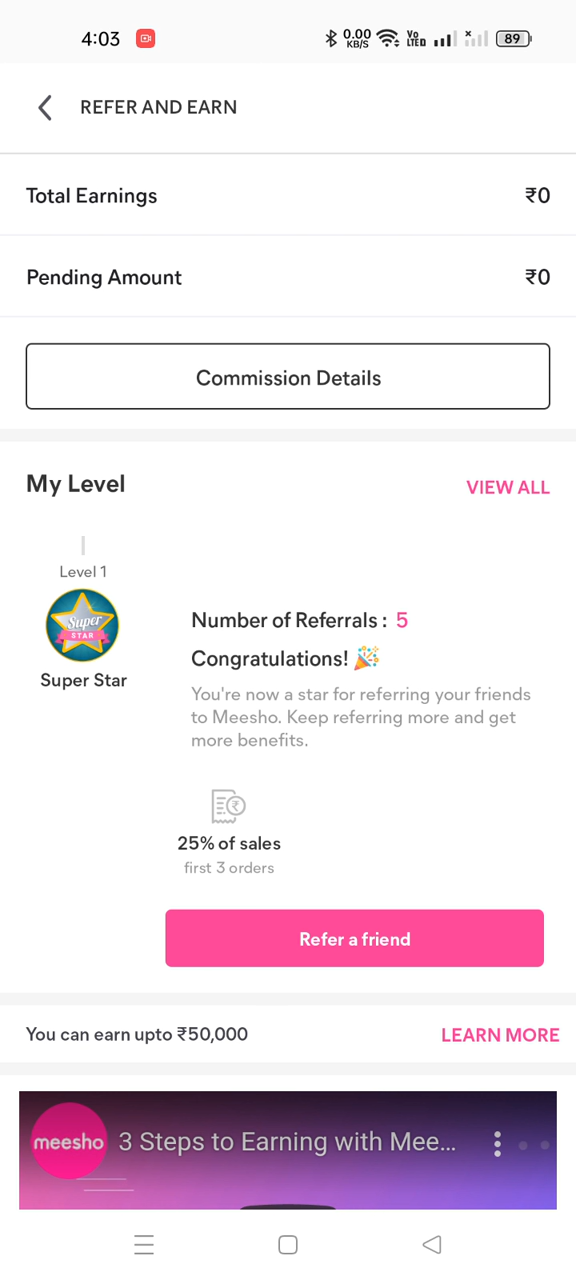 4:03
0.00
KB/S
Vo
LTED
89
REFER AND EARN
Total Earnings ₹0
Pending Amount ₹0
Commission Details
My Level
VIEW ALL
Level 1
Super
STAR
Super Star
Number of Referrals : 5
Congratulations! 🎉
You're now a star for referring your friends
to Meesho. Keep referring more and get
more benefits.
25% of sales
first 3 orders
Refer a friend
You can earn upto ₹50,000
LEARN MORE
meesho
3 Steps to Earning with Mee...